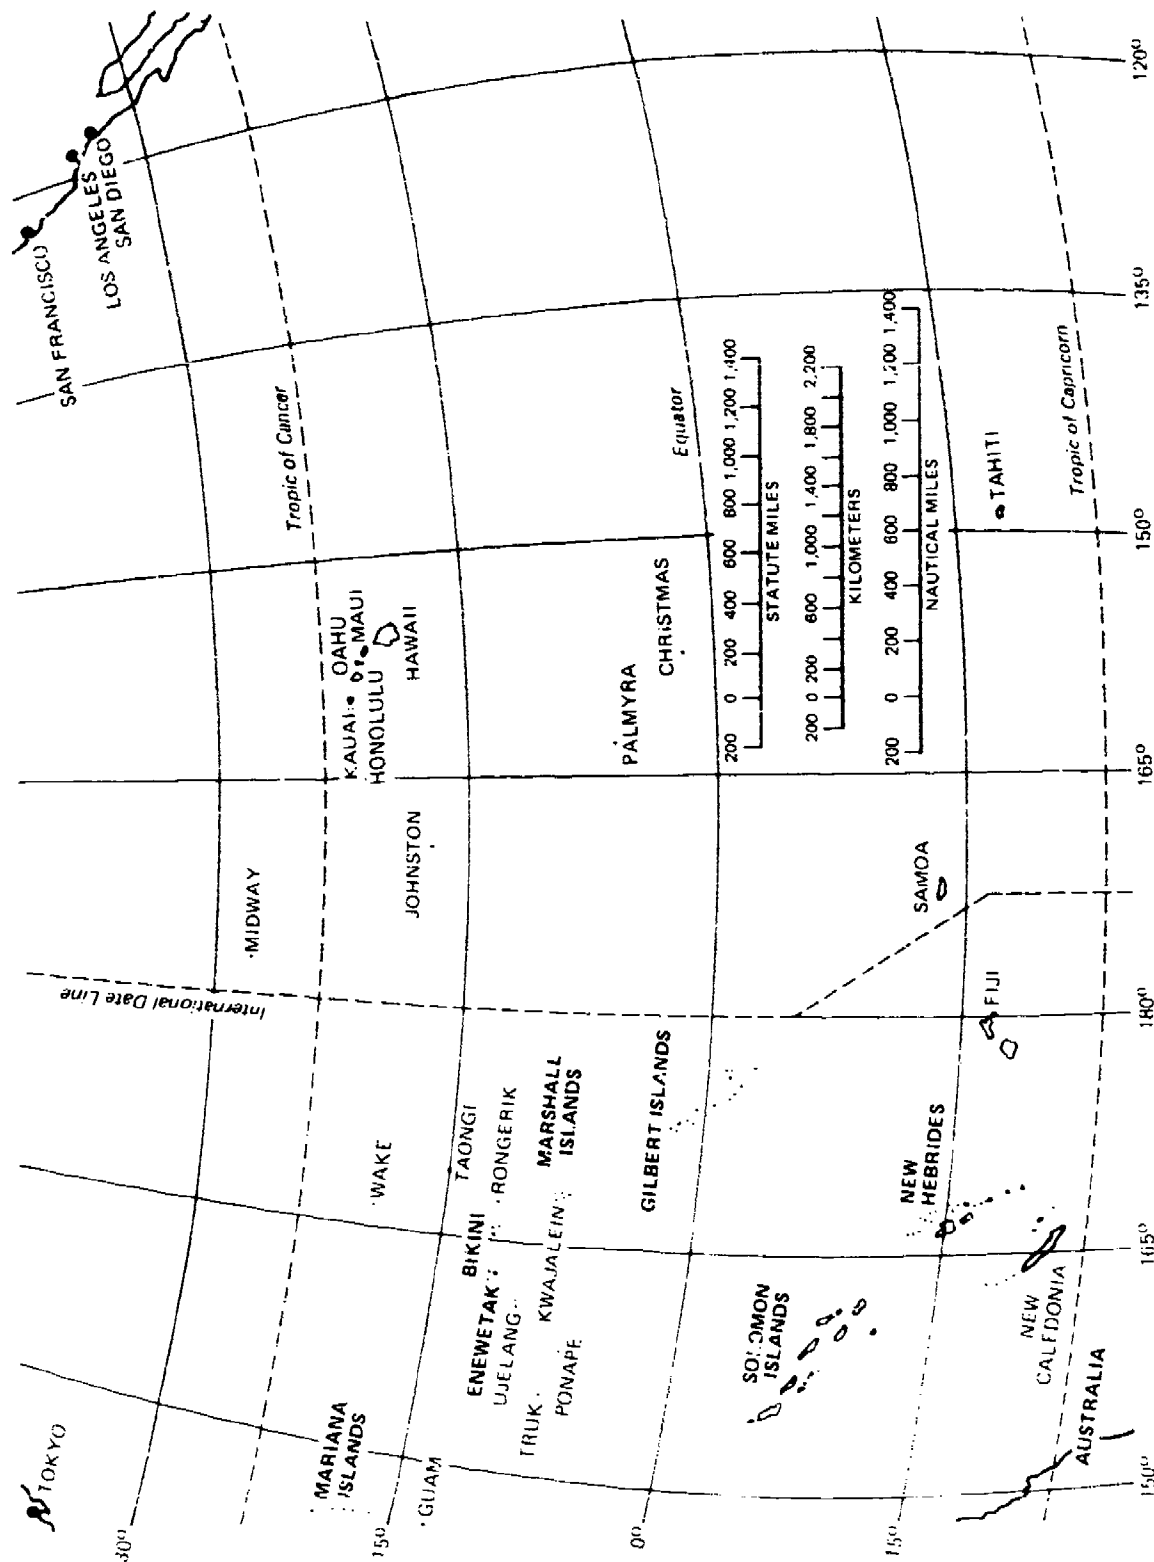 SAN FRANCISCO
LOS ANGELES
SAN DIEGO
TOKYO
International Date Line
MIDWAY
Tropic of Cancer
KAUAI
OAHU
MAUI
HONOLULU
HAWAII
MARIANA
ISLANDS
WAKE
JOHNSTON
GUAM
TAONGI
BIKINI
RONGERIK
ENEWETAK
UJELANG
MARSHALL
ISLANDS
KWAJALEIN
TRUK
PONAPE
PALMYRA
CHRISTMAS
Equator
GILBERT ISLANDS
200 0 200 400 600 800 1,000 1,200 1,400
STATUTE MILES
200 0 200 600 1,000 1,400 1,800 2,200
KILOMETERS
200 0 200 400 600 800 1,000 1,200 1,400
NAUTICAL MILES
SOLOMON
ISLANDS
NEW
HEBRIDES
SAMOA
FIJI
TAHITI
NEW
CALEDONIA
Tropic of Capricorn
AUSTRALIA
30°
15°
0°
15°
150°
165°
180°
165°
150°
135°
120°